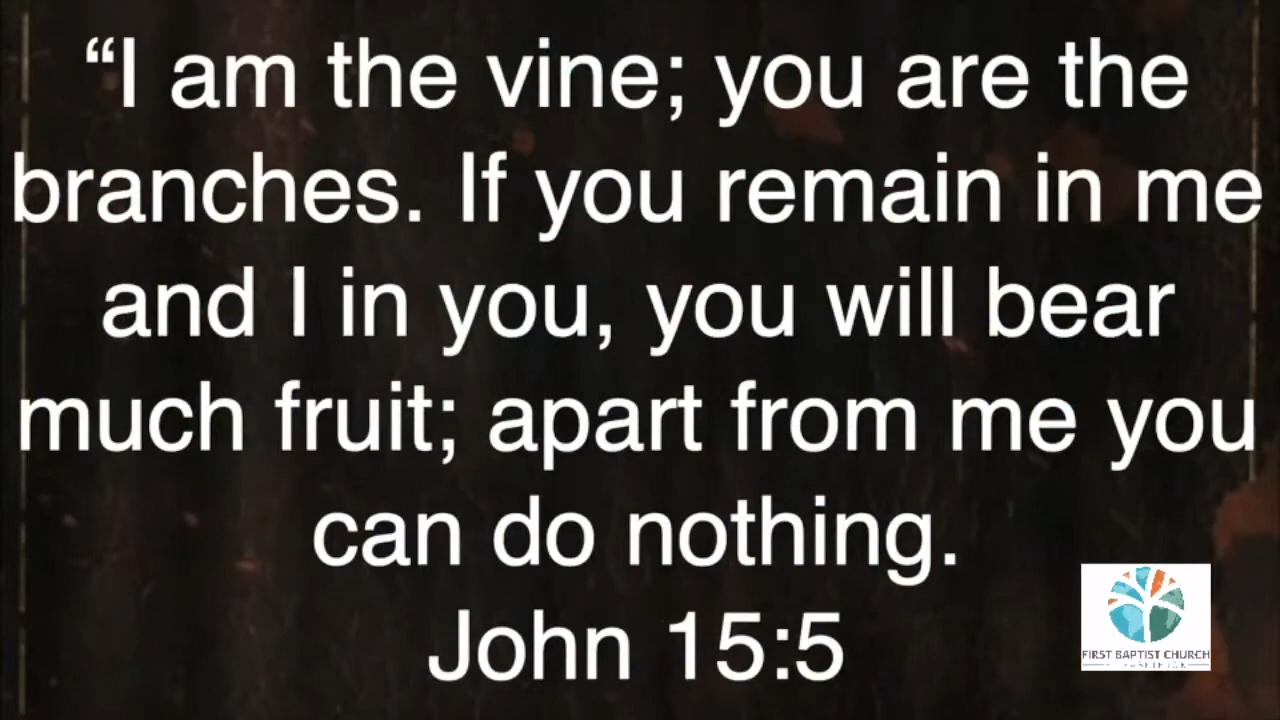 “I am the vine; you are the
branches. If you remain in me
and I in you, you will bear
much fruit; apart from me you
can do nothing.
John 15:5
FIRST BAPTIST CHURCH